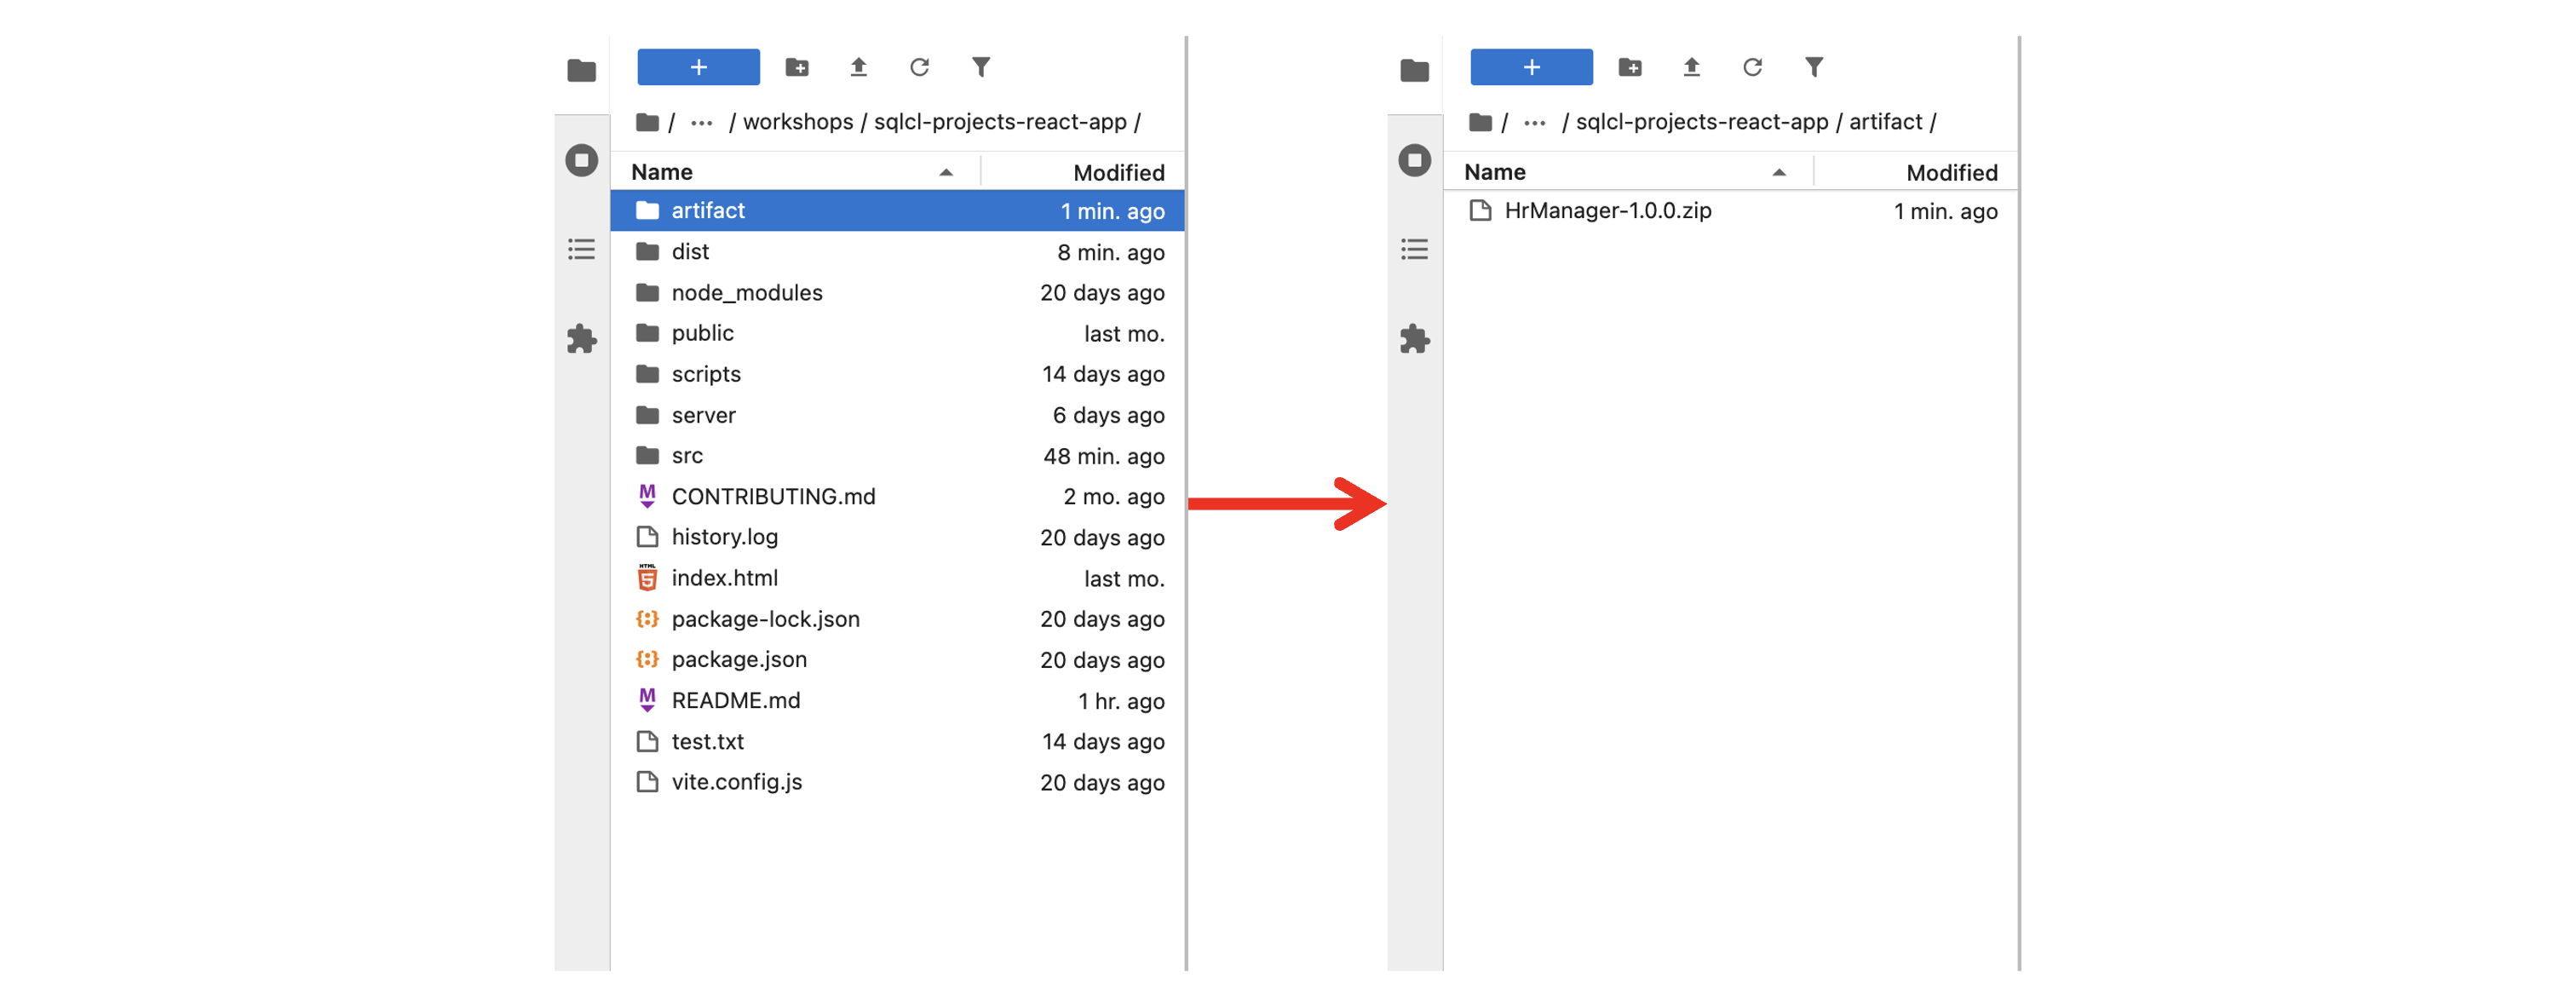 / ··· / workshops / sqlcl-projects-react-app /
Name Modified
artifact 1 min. ago
dist 8 min. ago
node_modules 20 days ago
public last mo.
scripts 14 days ago
server 6 days ago
src 48 min. ago
CONTRIBUTING.md 2 mo. ago
history.log 20 days ago
index.html last mo.
package-lock.json 20 days ago
package.json 20 days ago
README.md 1 hr. ago
test.txt 14 days ago
vite.config.js 20 days ago
/ ··· / sqlcl-projects-react-app / artifact /
Name Modified
HrManager-1.0.0.zip 1 min. ago